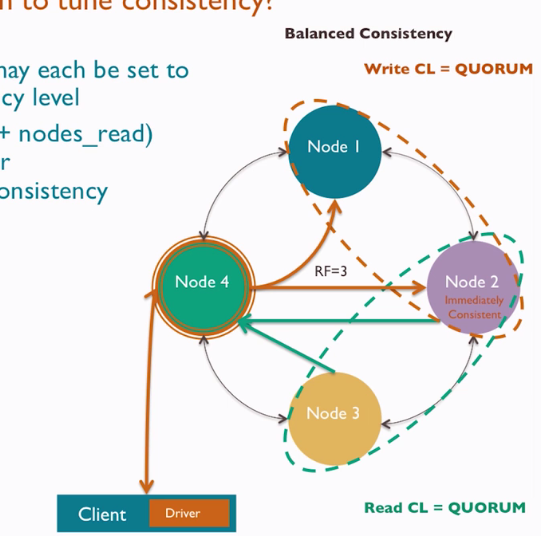 to tune consistency?
Balanced Consistency
may each be set to
cy level
Write CL = QUORUM
+ nodes_read)
r
onsistency
Node 1
Node 4
RF=3
Node 2
Immediately
Consistent
Node 3
Client
Driver
Read CL = QUORUM